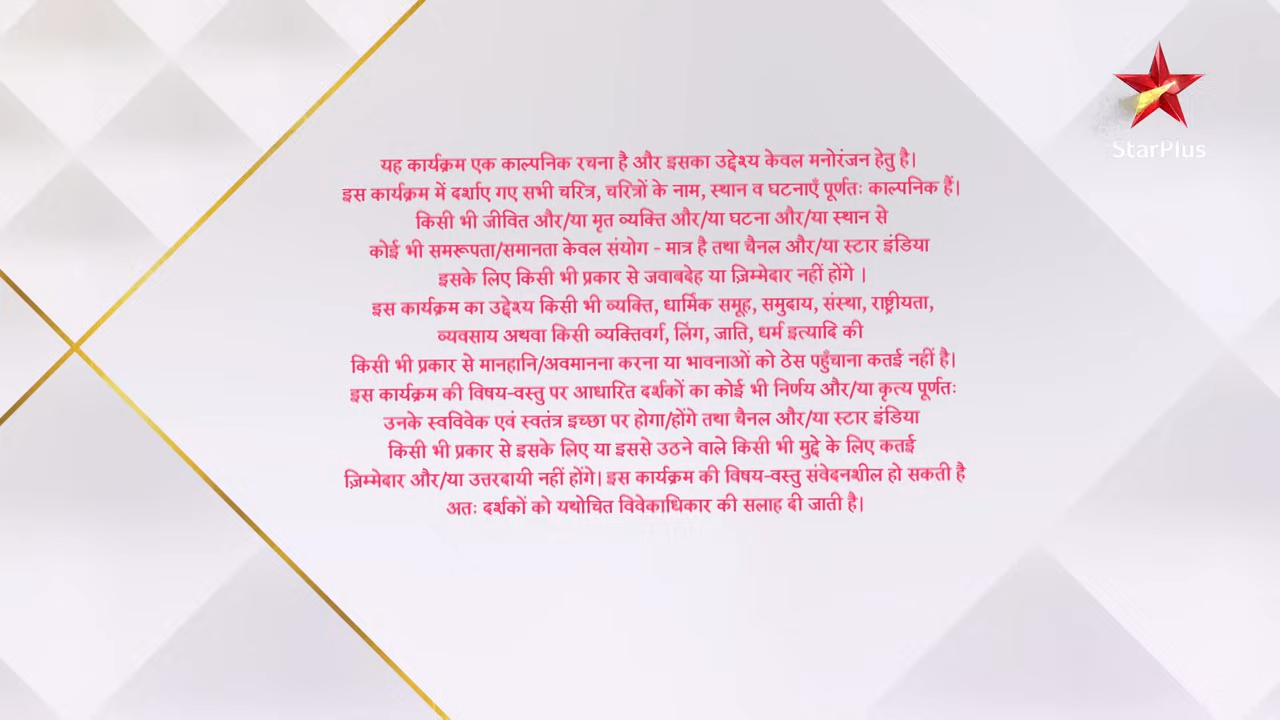 StarPlus
यह कार्यक्रम एक काल्पनिक रचना है और इसका उद्देश्य केवल मनोरंजन हेतु है।
इस कार्यक्रम में दर्शाए गए सभी चरित्र, चरित्रों के नाम, स्थान व घटनाएँ पूर्णतः काल्पनिक हैं।
किसी भी जीवित और/या मृत व्यक्ति और/या घटना और/या स्थान से
कोई भी समरूपता/समानता केवल संयोग - मात्र है तथा चैनल और/या स्टार इंडिया
इसके लिए किसी भी प्रकार से जवाबदेह या ज़िम्मेदार नहीं होंगे ।
इस कार्यक्रम का उद्देश्य किसी भी व्यक्ति, धार्मिक समूह, समुदाय, संस्था, राष्ट्रीयता,
व्यवसाय अथवा किसी व्यक्तिवर्ग, लिंग, जाति, धर्म इत्यादि की
किसी भी प्रकार से मानहानि/अवमानना करना या भावनाओं को ठेस पहुँचाना कतई नहीं है।
इस कार्यक्रम की विषय-वस्तु पर आधारित दर्शकों का कोई भी निर्णय और/या कृत्य पूर्णतः
उनके स्वविवेक एवं स्वतंत्र इच्छा पर होगा/होंगे तथा चैनल और/या स्टार इंडिया
किसी भी प्रकार से इसके लिए या इससे उठने वाले किसी भी मुद्दे के लिए कतई
ज़िम्मेदार और/या उत्तरदायी नहीं होंगे। इस कार्यक्रम की विषय-वस्तु संवेदनशील हो सकती है
अतः दर्शकों को यथोचित विवेकाधिकार की सलाह दी जाती है।